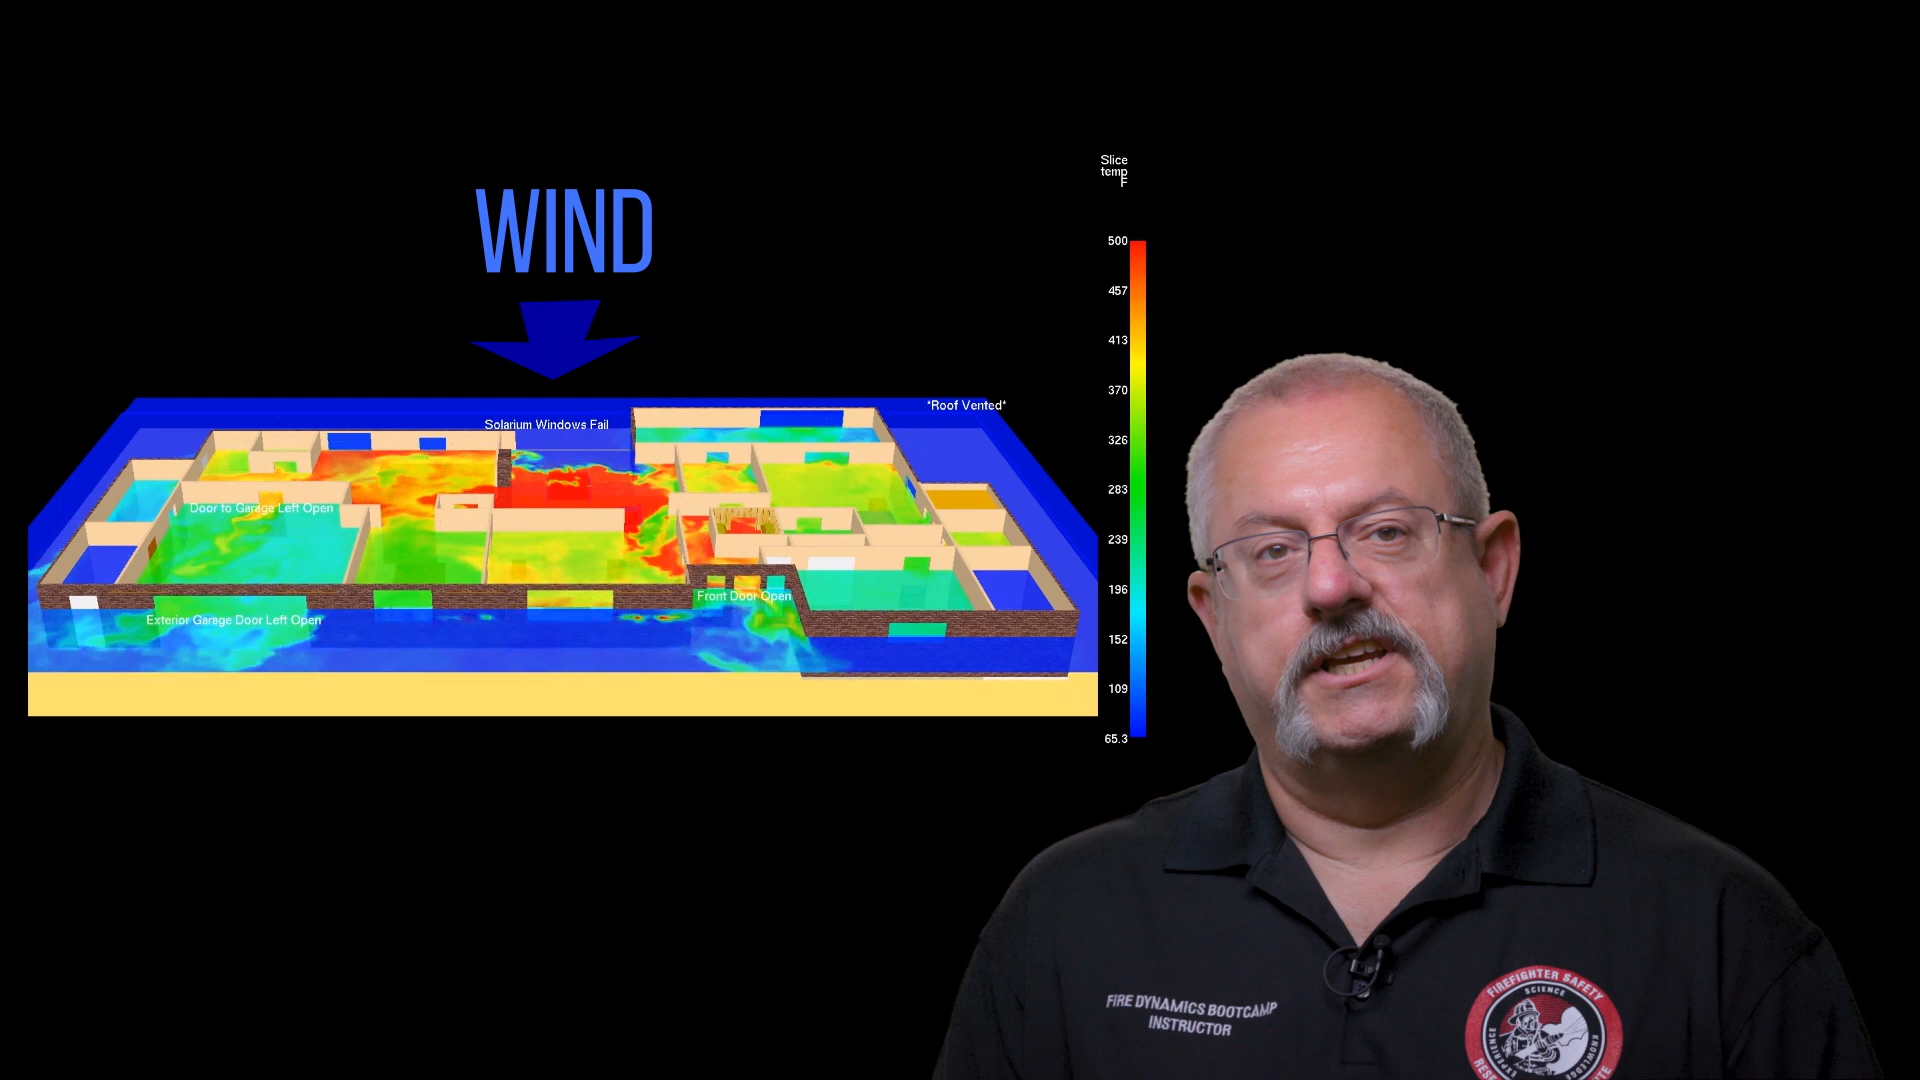 WIND
Slice
temp
F
500
457
413
370
326
283
239
196
152
109
65.3
*Roof Vented*
Solarium Windows Fail
Door to Garage Left Open
Front Door Open
Exterior Garage Door Left Open
FIRE DYNAMICS BOOTCAMP
INSTRUCTOR
FIREFIGHTER SAFETY
SCIENCE
EXPERIENCE
KNOWLEDGE